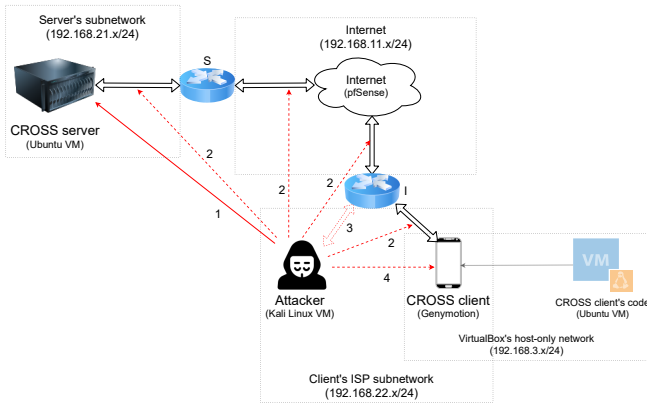 Server's subnetwork
(192.168.21.x/24)
Internet
(192.168.11.x/24)
S
Internet
(pfSense)
CROSS server
(Ubuntu VM)
2
2
2
1
I
3
2
4
Attacker
(Kali Linux VM)
CROSS client
(Genymotion)
VM
CROSS client's code
(Ubuntu VM)
VirtualBox's host-only network
(192.168.3.x/24)
Client's ISP subnetwork
(192.168.22.x/24)